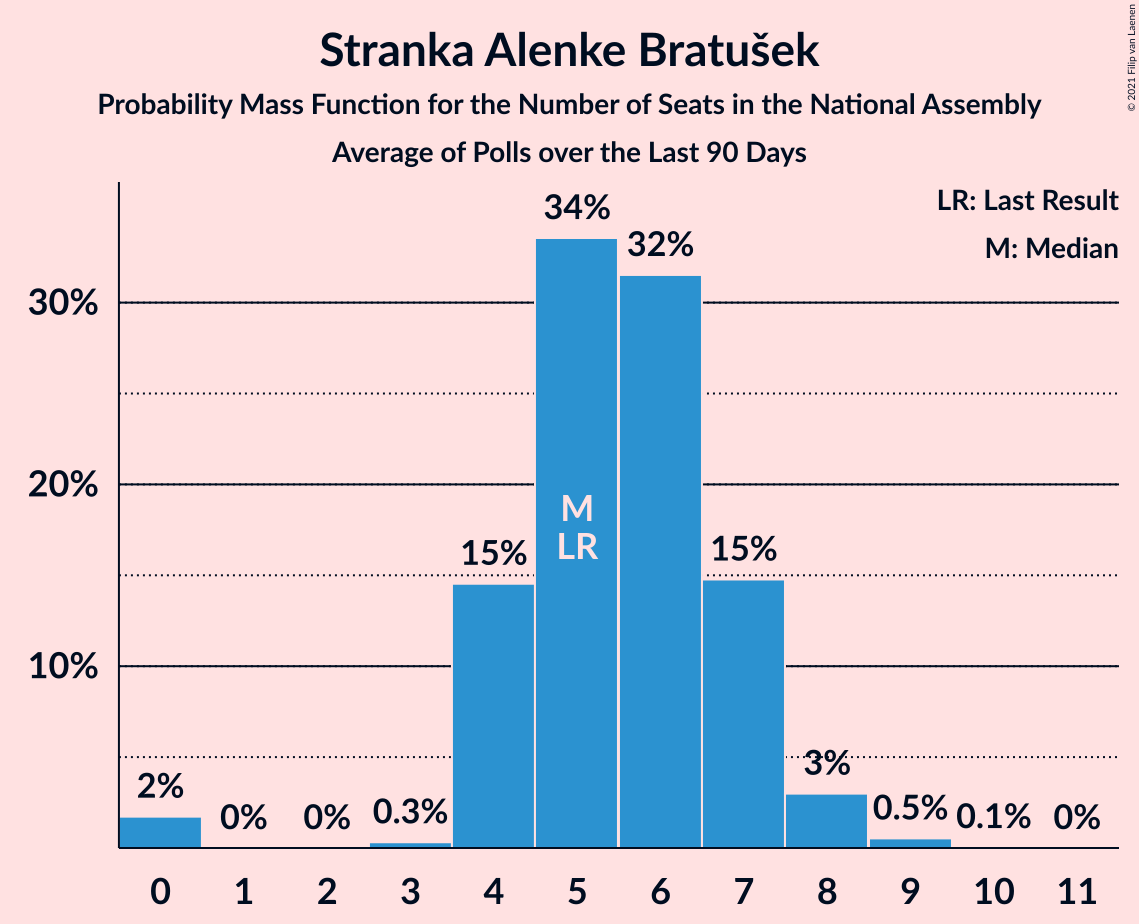 © 2021 Filip van Laenen
Stranka Alenke Bratušek
Probability Mass Function for the Number of Seats in the National Assembly
Average of Polls over the Last 90 Days
LR: Last Result
M: Median
34%
32%
30%
20%
M
LR
15%
15%
10%
2%
0%
0%
0.3%
3%
0.5%
0.1%
0%
0 1 2 3 4 5 6 7 8 9 10 11